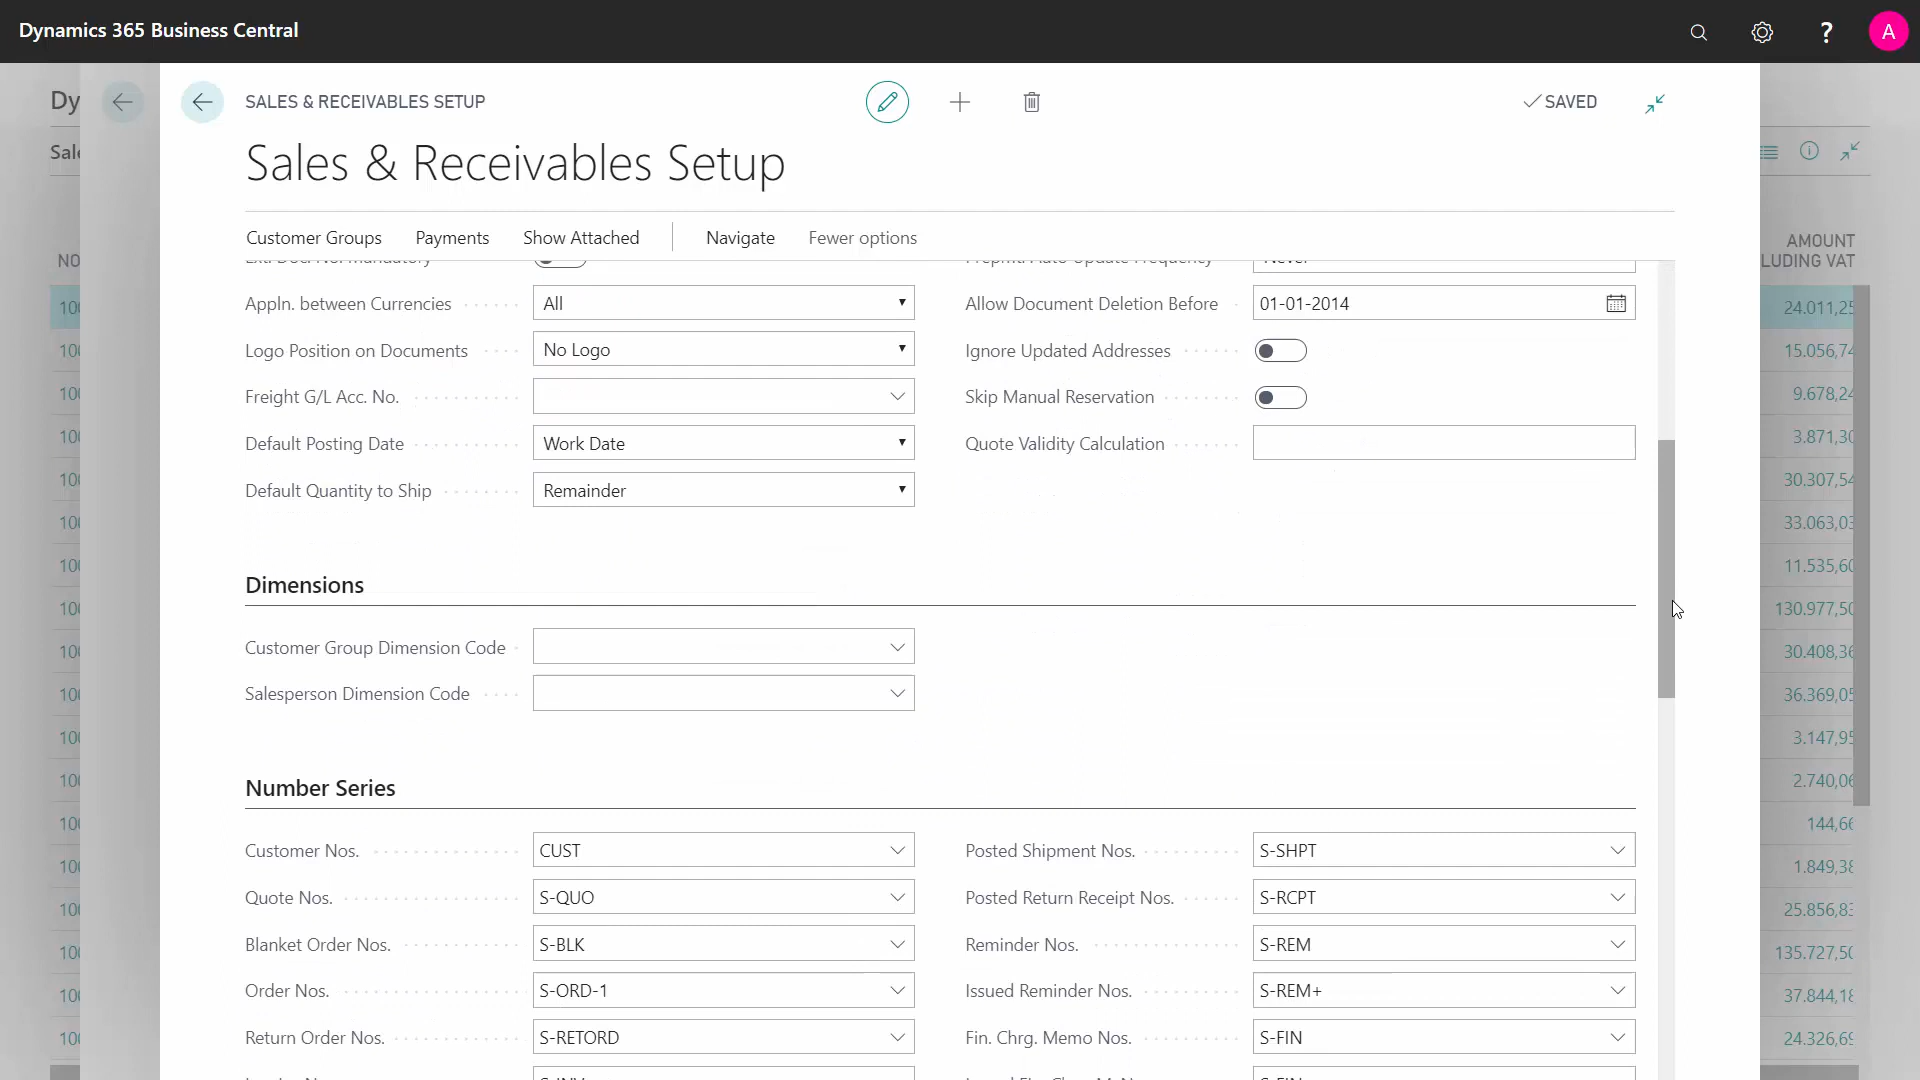 Dynamics 365 Business Central
?
A
Dy
SALES & RECEIVABLES SETUP
SAVED
Sale
Sales & Receivables Setup
Customer Groups Payments Show Attached Navigate Fewer options
NO
AMOUNT
LUDING VAT
Appln. between Currencies All
Allow Document Deletion Before 01-01-2014
Logo Position on Documents No Logo
Ignore Updated Addresses
Freight G/L Acc. No.
Skip Manual Reservation
Default Posting Date Work Date
Quote Validity Calculation
Default Quantity to Ship Remainder
Dimensions
Customer Group Dimension Code
Salesperson Dimension Code
Number Series
Customer Nos. CUST
Posted Shipment Nos. S-SHPT
Quote Nos. S-QUO
Posted Return Receipt Nos. S-RCPT
Blanket Order Nos. S-BLK
Reminder Nos. S-REM
Order Nos. S-ORD-1
Issued Reminder Nos. S-REM+
Return Order Nos. S-RETORD
Fin. Chrg. Memo Nos. S-FIN
24.011,25
15.056,74
9.678,24
3.871,30
30.307,54
33.063,03
11.535,60
130.977,50
30.408,36
36.369,05
3.147,95
2.740,06
144,66
1.849,38
25.856,83
135.727,50
37.844,18
24.326,69